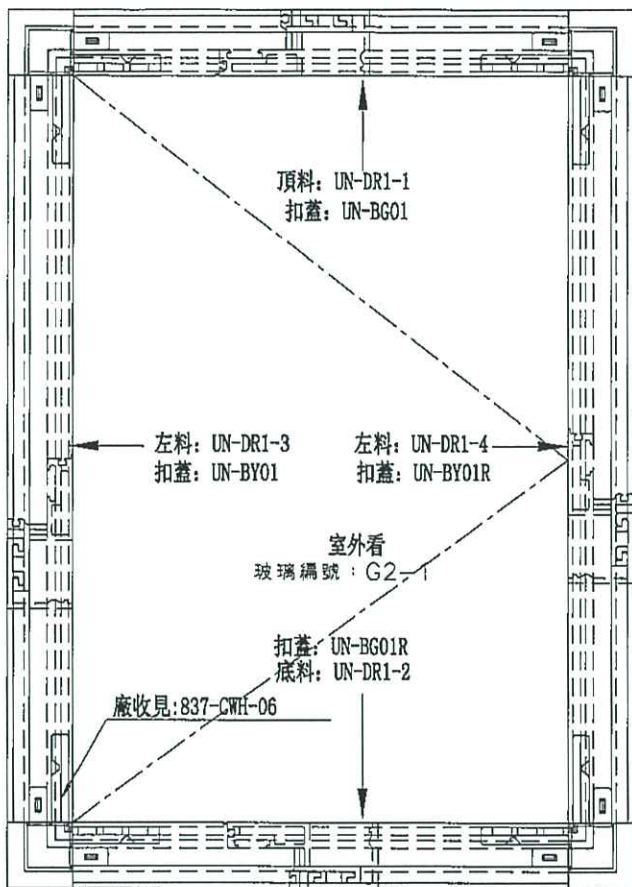 頂料: UN-DR1-1
扣蓋: UN-BG01
左料: UN-DR1-3
扣蓋: UN-BY01
左料: UN-DR1-4
扣蓋: UN-BY01R
室外看
玻璃編號：G2-1
扣蓋: UN-BG01R
底料: UN-DR1-2
廠收見:837-CWH-06